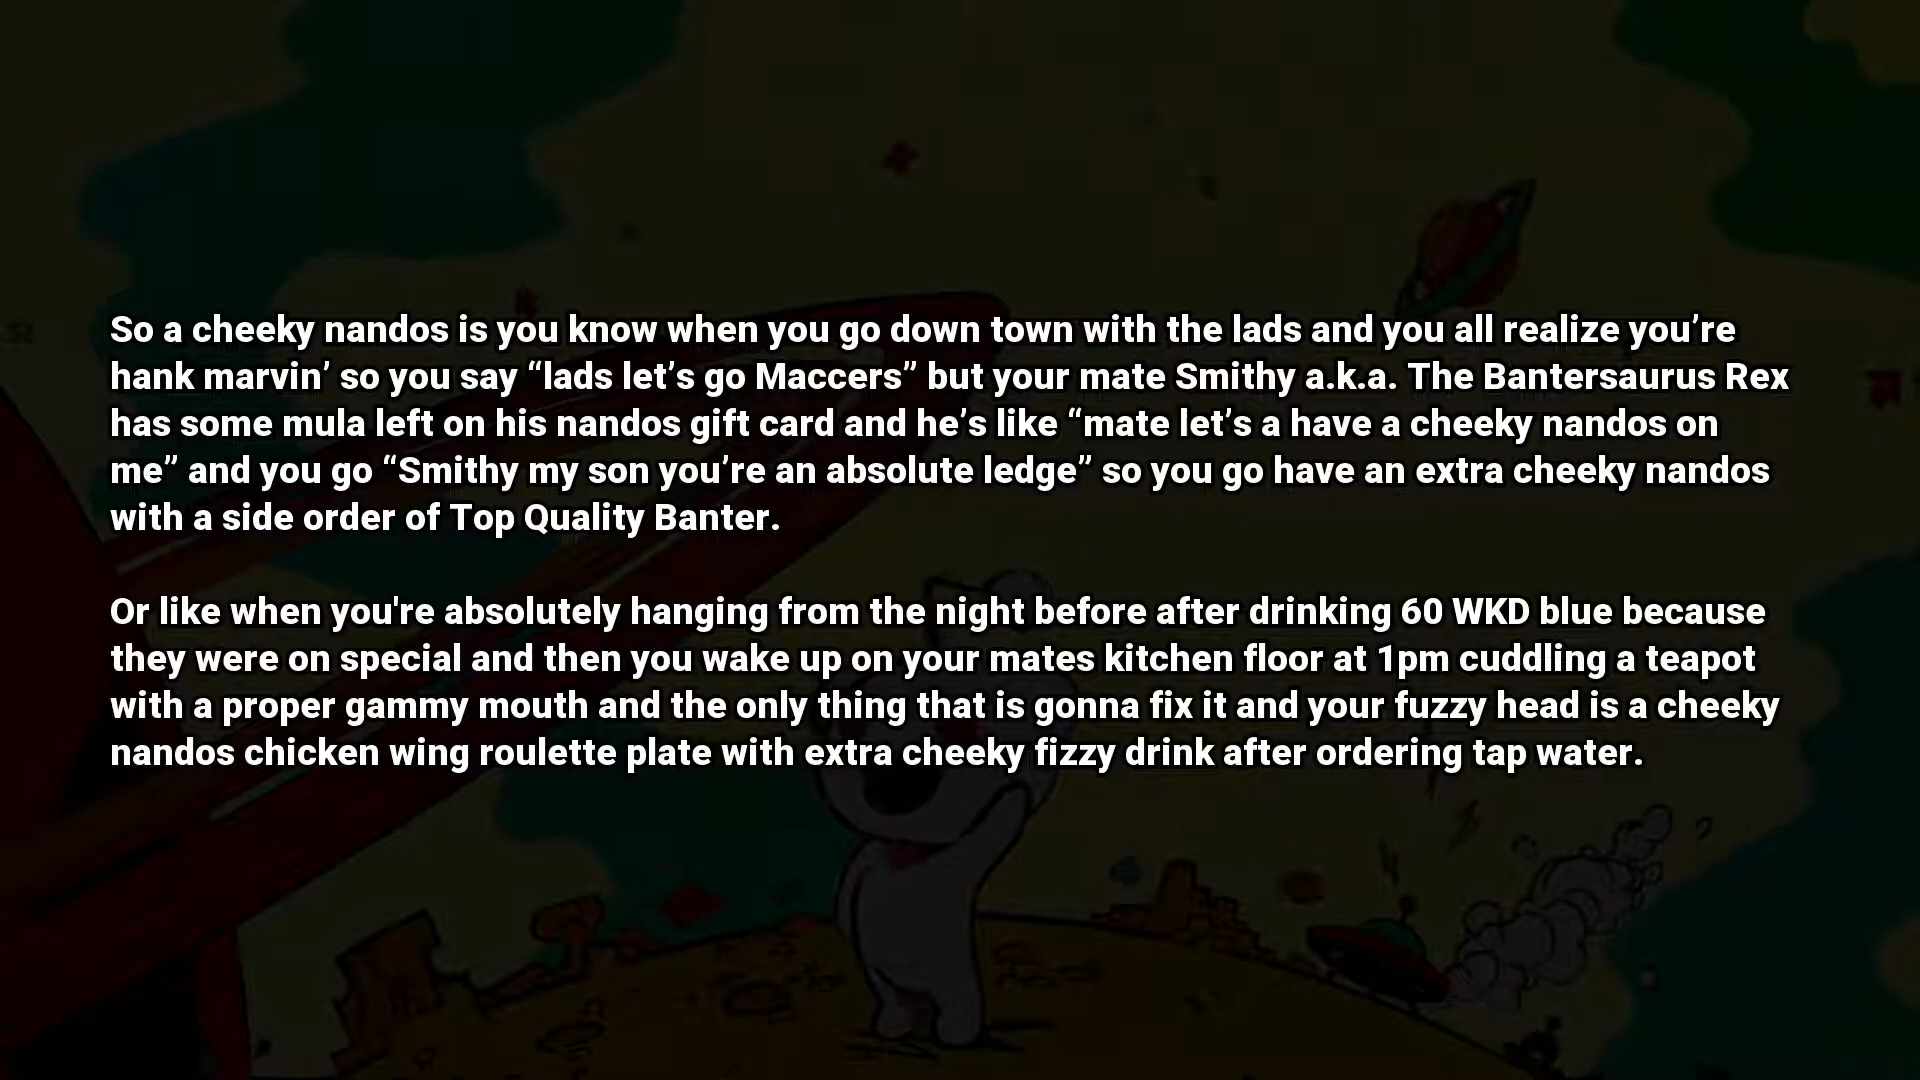 So a cheeky nandos is you know when you go down town with the lads and you all realize you’re
hank marvin’ so you say “lads let’s go Maccers” but your mate Smithy a.k.a. The Bantersaurus Rex
has some mula left on his nandos gift card and he’s like “mate let’s a have a cheeky nandos on
me” and you go “Smithy my son you’re an absolute ledge” so you go have an extra cheeky nandos
with a side order of Top Quality Banter.

Or like when you're absolutely hanging from the night before after drinking 60 WKD blue because
they were on special and then you wake up on your mates kitchen floor at 1pm cuddling a teapot
with a proper gammy mouth and the only thing that is gonna fix it and your fuzzy head is a cheeky
nandos chicken wing roulette plate with extra cheeky fizzy drink after ordering tap water.